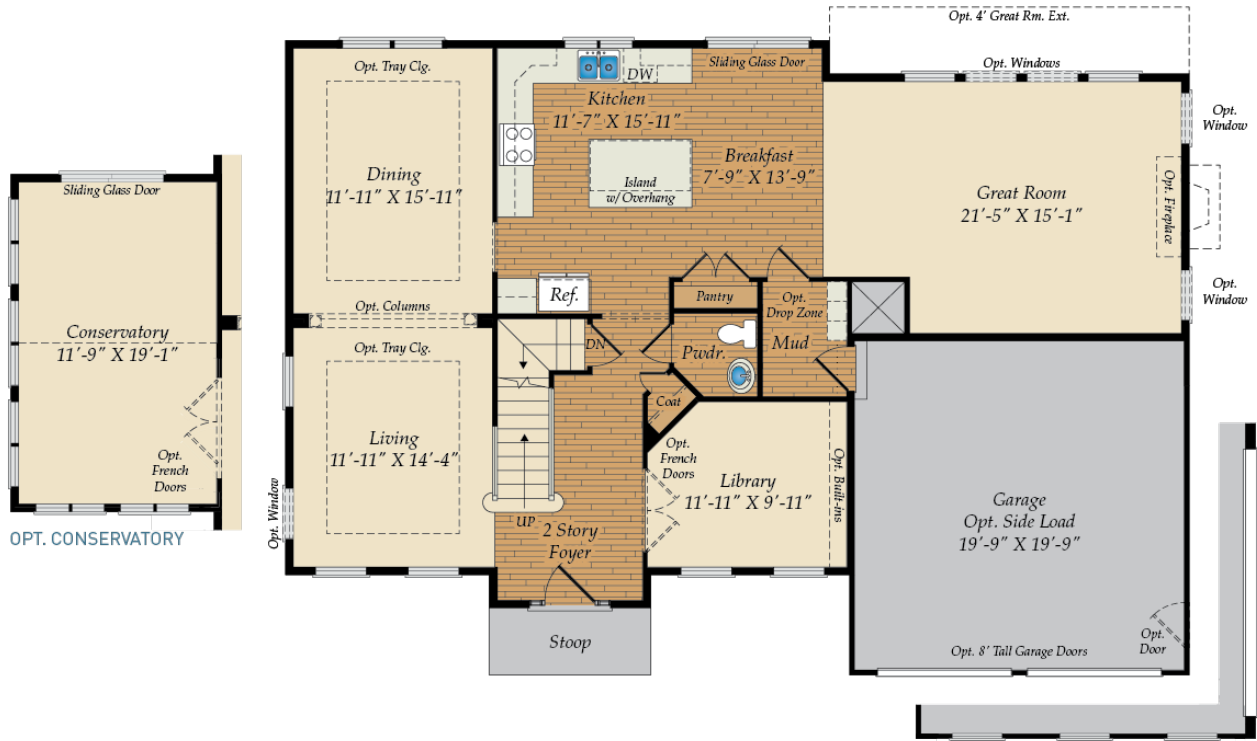 Opt. 4' Great Rm. Ext.
Opt. Tray Clg.
Sliding Glass Door
Opt. Windows
DW
Kitchen
11'-7" X 15'-11"
Opt.
Window
Breakfast
7'-9" X 13'-9"
Island
w/ Overhang
Dining
11'-11" X 15'-11"
Great Room
21'-5" X 15'-1"
Opt. Fireplace
Sliding Glass Door
Conservatory
11'-9" X 19'-1"
Opt.
French
Doors
OPT. CONSERVATORY
Opt. Columns
Ref.
Pantry
Opt.
Drop Zone
Mud
Opt.
Window
Opt. Tray Clg.
DN
Pwdr.
Coat
Living
11'-11" X 14'-4"
Opt. Window
UP
2 Story
Foyer
Opt.
French
Doors
Library
11'-11" X 9'-11"
Opt. Built-ins
Garage
Opt. Side Load
19'-9" X 19'-9"
Stoop
Opt.
Door
Opt. 8' Tall Garage Doors